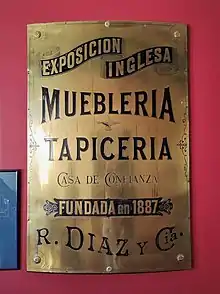 EXPOSICION
INGLESA
MUEBLERIA
TAPICERIA
CASA DE CONFIANZA
FUNDADA en 1887
R. DIAZ Y Cia.